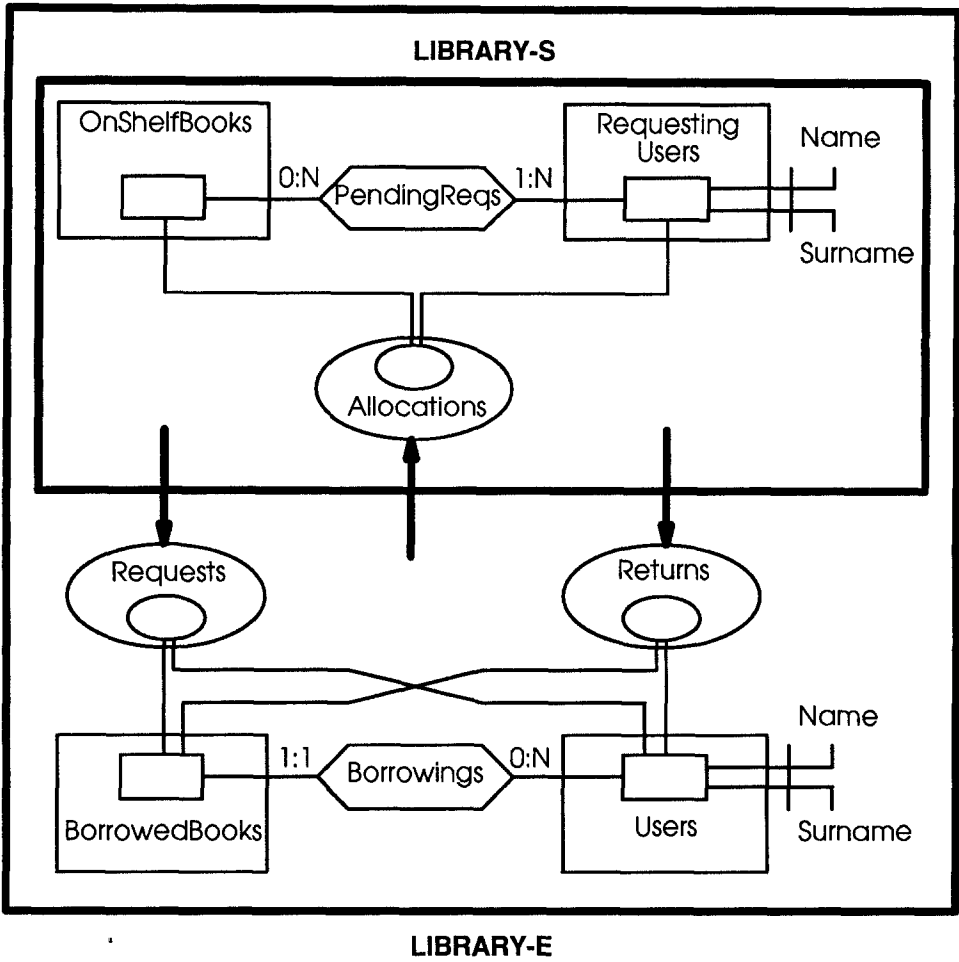 LIBRARY-S
OnShelfBooks
Requesting
Users
Name
0:N
PendingReqs
1:N
Surname
Allocations
Requests
Returns
Name
1:1
Borrowings
0:N
BorrowedBooks
Users
Surname
LIBRARY-E